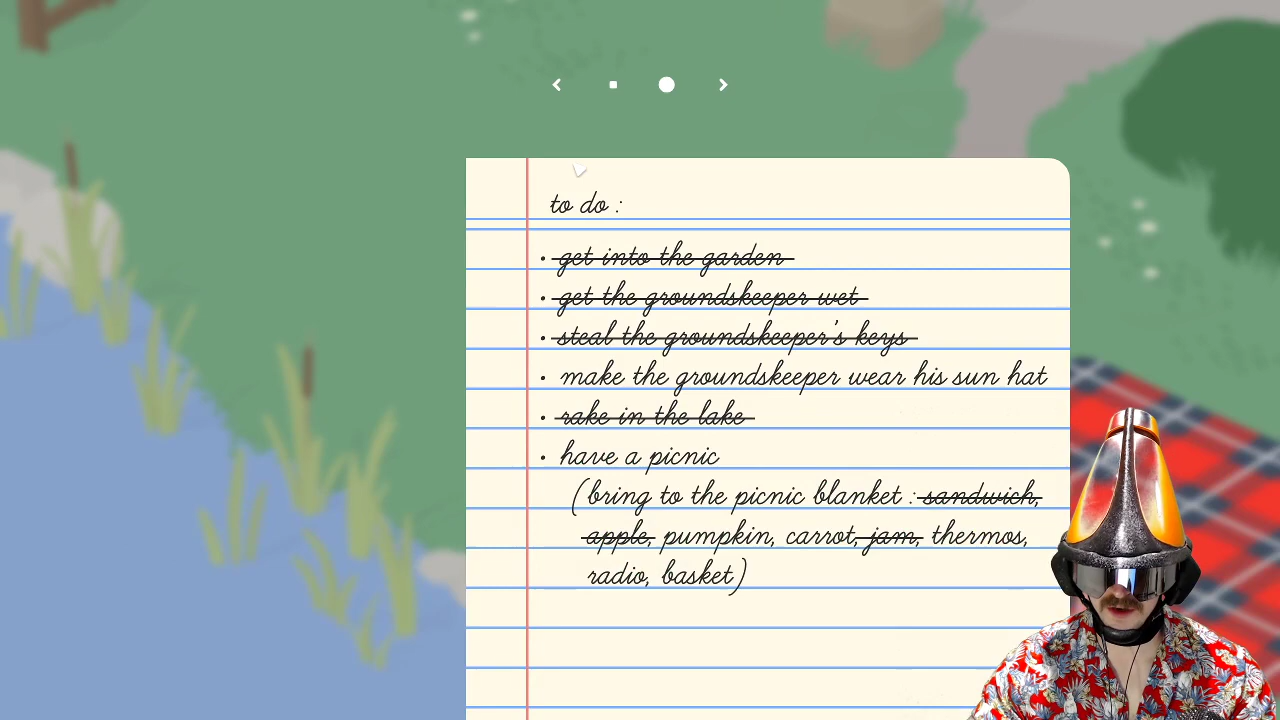 to do :
• get into the garden
• get the groundskeeper wet
• steal the groundskeeper's keys
• make the groundskeeper wear his sun hat
• rake in the lake
• have a picnic
(bring to the picnic blanket : sandwich,
apple, pumpkin, carrot, jam, thermos,
radio, basket)